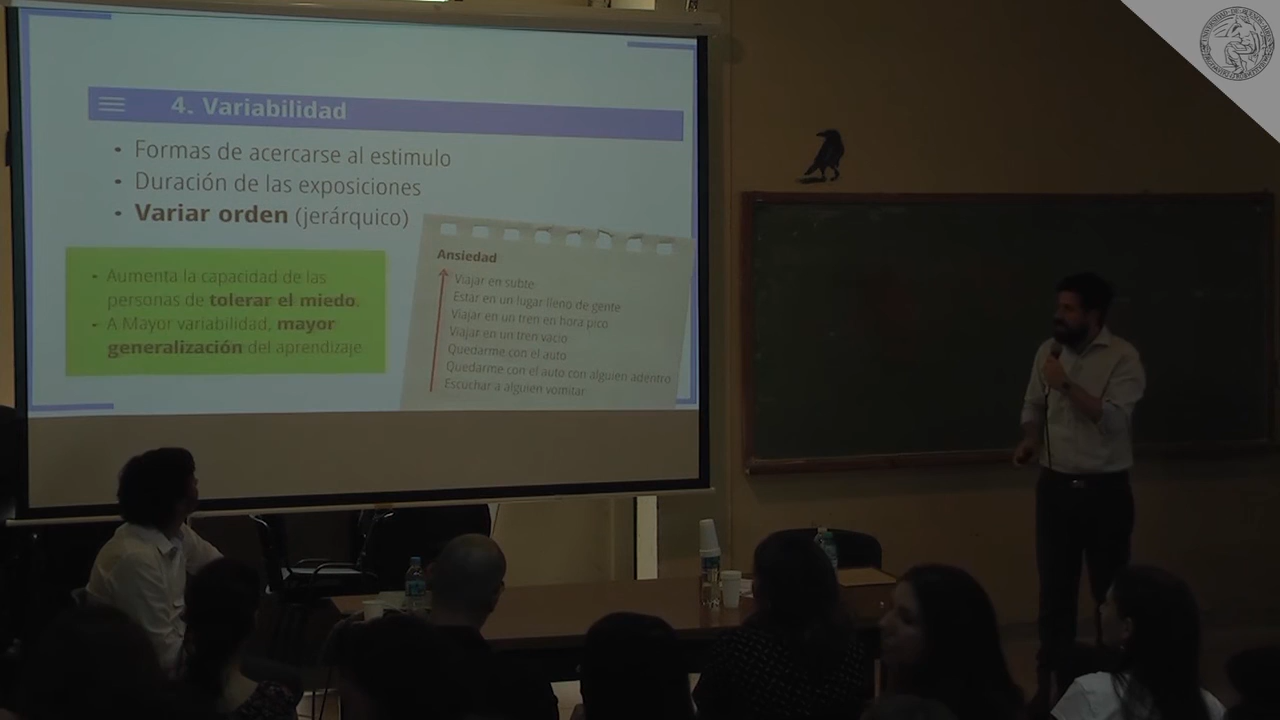 4. Variabilidad
• Formas de acercarse al estimulo
• Duración de las exposiciones
• Variar orden (jerárquico)
• Aumenta la capacidad de las
personas de tolerar el miedo.
• A Mayor variabilidad, mayor
generalización del aprendizaje
Ansiedad
Viajar en subte
Estar en un lugar lleno de gente
Viajar en un tren en hora pico
Viajar en un tren vacio
Quedarme con el auto
Quedarme con el auto con alguien adentro
Escuchar a alguien vomitar